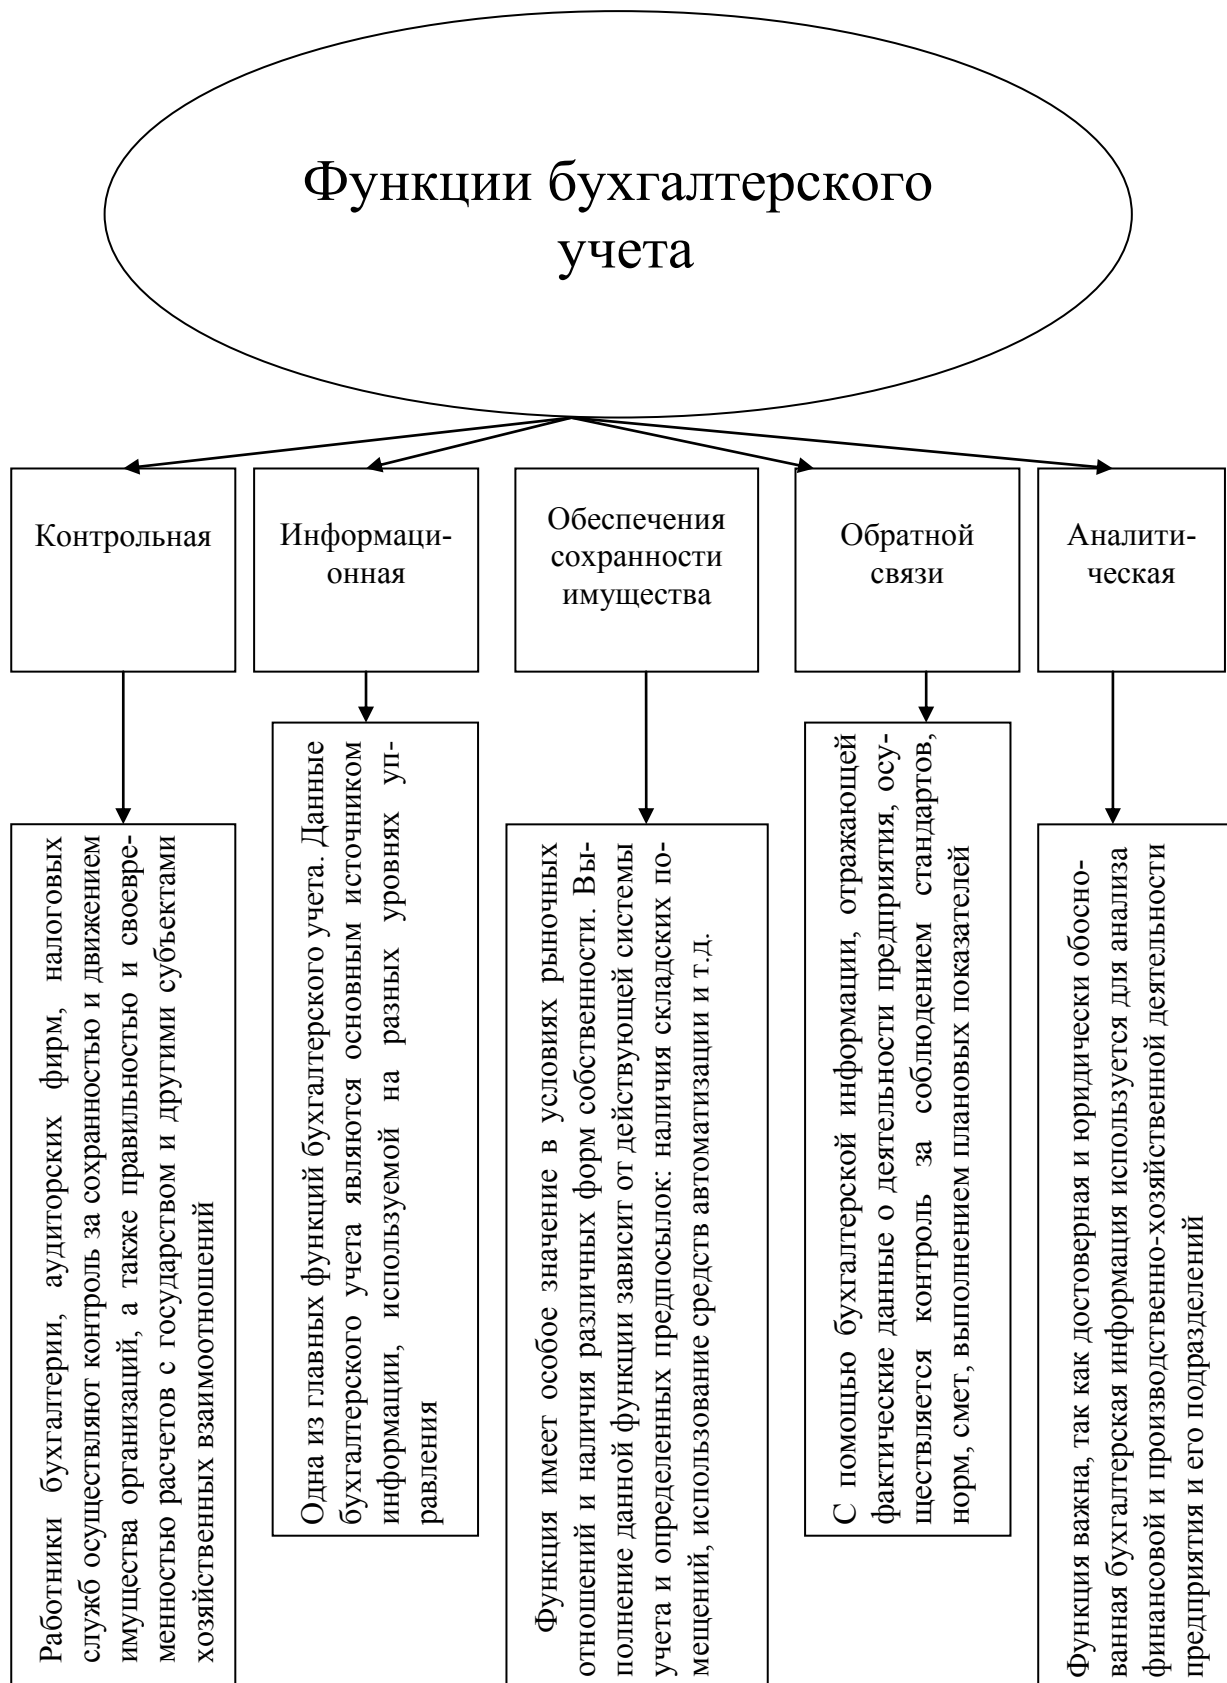 Функции бухгалтерского
учета
Контрольная
Информаци-
онная
Обеспечения
сохранности
имущества
Обратной
связи
Аналити-
ческая
Работники бухгалтерии, аудиторских фирм, налоговых
служб осуществляют контроль за сохранностью и движением
имущества организаций, а также правильностью и своевре-
менностью расчетов с государством и другими субъектами
хозяйственных взаимоотношений
Одна из главных функций бухгалтерского учета. Данные
бухгалтерского учета являются основным источником
информации, используемой на разных уровнях уп-
равления
Функция имеет особое значение в условиях рыночных
отношений и наличия различных форм собственности. Вы-
полнение данной функции зависит от действующей системы
учета и определенных предпосылок: наличия складских по-
мещений, использование средств автоматизации и т.д.
С помощью бухгалтерской информации, отражающей
фактические данные о деятельности предприятия, осу-
ществляется контроль за соблюдением стандартов,
норм, смет, выполнением плановых показателей
Функция важна, так как достоверная и юридически обосно-
ванная бухгалтерская информация используется для анализа
финансовой и производственно-хозяйственной деятельности
предприятия и его подразделений